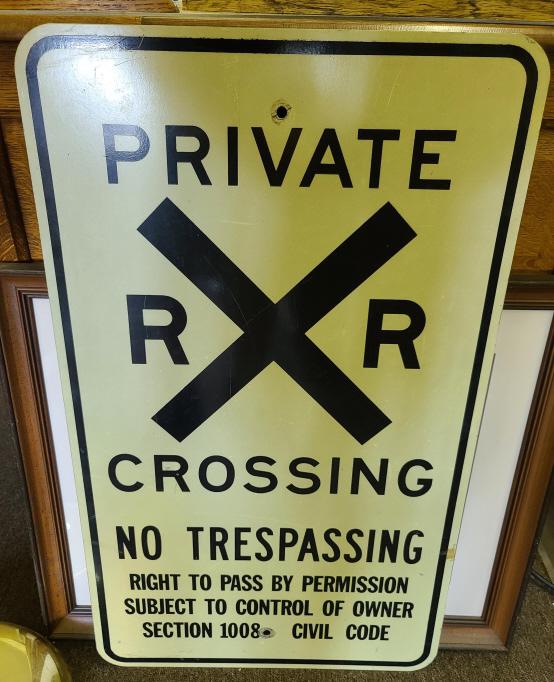 PRIVATE
R X R
CROSSING
NO TRESPASSING
RIGHT TO PASS BY PERMISSION
SUBJECT TO CONTROL OF OWNER
SECTION 1008 CIVIL CODE